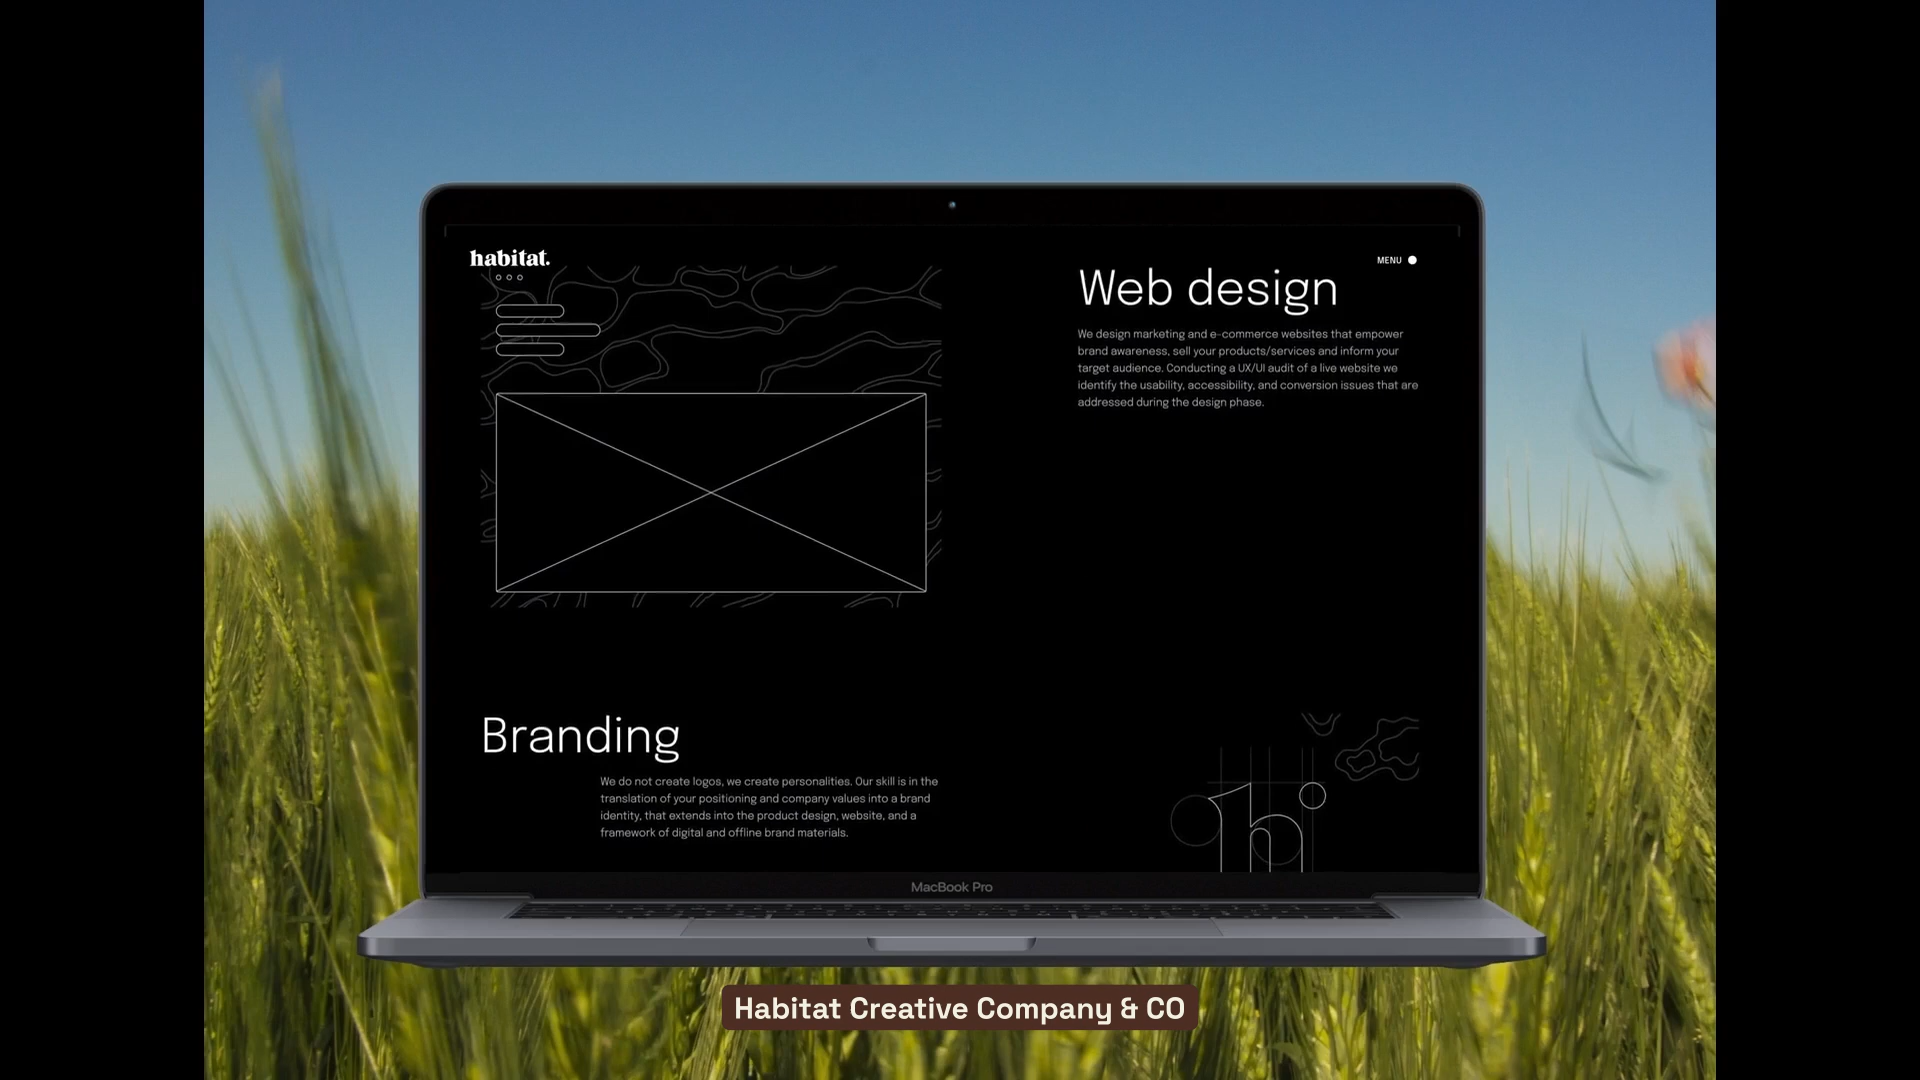 habitat.
MENU
Web design
We design marketing and e-commerce websites that empower
brand awareness, sell your products/services and inform your
target audience. Conducting a UX/UI audit of a live website we
identify the usability, accessibility, and conversion issues that are
addressed during the design phase.
Branding
We do not create logos, we create personalities. Our skill is in the
translation of your positioning and company values into a brand
identity, that extends into the product design, website, and a
framework of digital and offline brand materials.
MacBook Pro
Habitat Creative Company & CO